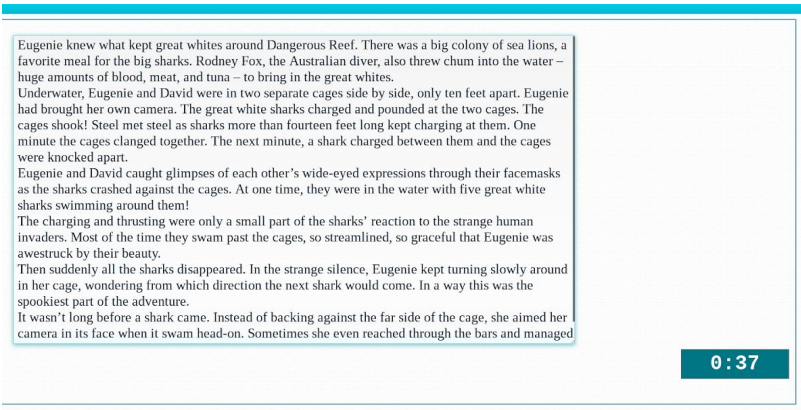 Eugenie knew what kept great whites around Dangerous Reef. There was a big colony of sea lions, a
favorite meal for the big sharks. Rodney Fox, the Australian diver, also threw chum into the water –
huge amounts of blood, meat, and tuna – to bring in the great whites.
Underwater, Eugenie and David were in two separate cages side by side, only ten feet apart. Eugenie
had brought her own camera. The great white sharks charged and pounded at the two cages. The
cages shook! Steel met steel as sharks more than fourteen feet long kept charging at them. One
minute the cages clanged together. The next minute, a shark charged between them and the cages
were knocked apart.
Eugenie and David caught glimpses of each other’s wide-eyed expressions through their facemasks
as the sharks crashed against the cages. At one time, they were in the water with five great white
sharks swimming around them!
The charging and thrusting were only a small part of the sharks’ reaction to the strange human
invaders. Most of the time they swam past the cages, so streamlined, so graceful that Eugenie was
awestruck by their beauty.
Then suddenly all the sharks disappeared. In the strange silence, Eugenie kept turning slowly around
in her cage, wondering from which direction the next shark would come. In a way this was the
spookiest part of the adventure.
It wasn’t long before a shark came. Instead of backing against the far side of the cage, she aimed her
camera in its face when it swam head-on. Sometimes she even reached through the bars and managed
0:37